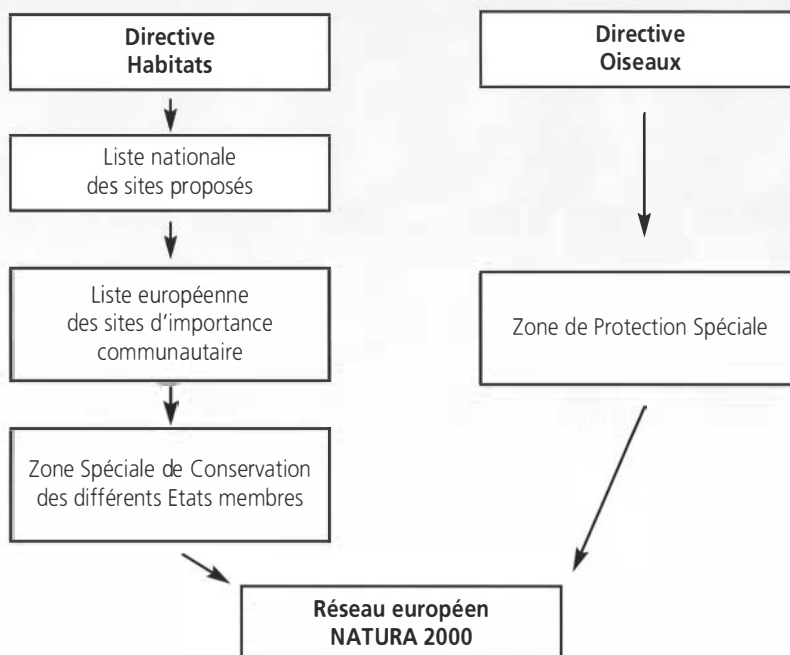 Directive
Habitats
Liste nationale
des sites proposés
Liste européenne
des sites d'importance
communautaire
Zone Spéciale de Conservation
des différents Etats membres
Directive
Oiseaux
Zone de Protection Spéciale
Réseau européen
NATURA 2000